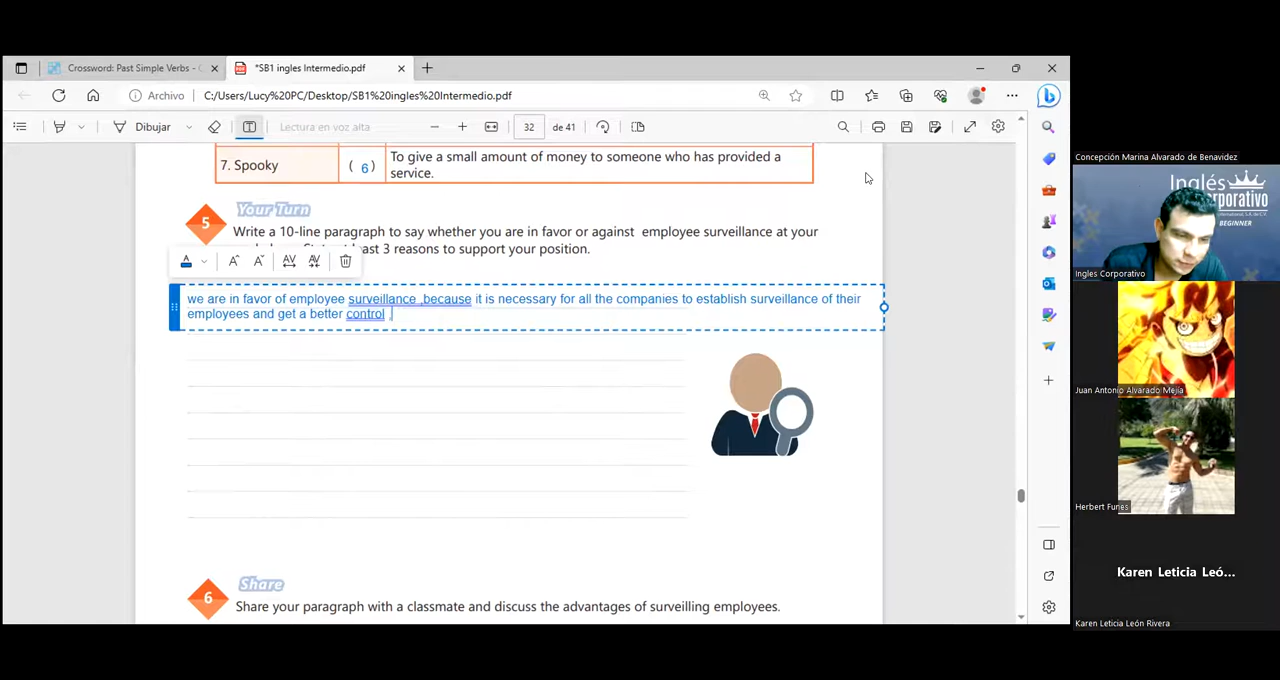 Crossword: Past Simple Verbs - C
*SB1 ingles Intermedio.pdf
Archivo
C:/Users/Lucy%20PC/Desktop/SB1%20ingles%20Intermedio.pdf
Dibujar
Lectura en voz alta
32
de 41
7. Spooky
( 6 )
To give a small amount of money to someone who has provided a
service.
5
Your Turn
Write a 10-line paragraph to say whether you are in favor or against employee surveillance at your
st 3 reasons to support your position.
we are in favor of employee surveillance ,because it is necessary for all the companies to establish surveillance of their
employees and get a better control .
6
Share
Share your paragraph with a classmate and discuss the advantages of surveilling employees.
Concepción Marina Alvarado de Benavidez
Inglés
Corporativo
International, S.A. de C.V.
BEGINNER
Ingles Corporativo
Juan Antonio Alvarado Mejía
Herbert Funes
Karen Leticia Leó...
Karen Leticia León Rivera